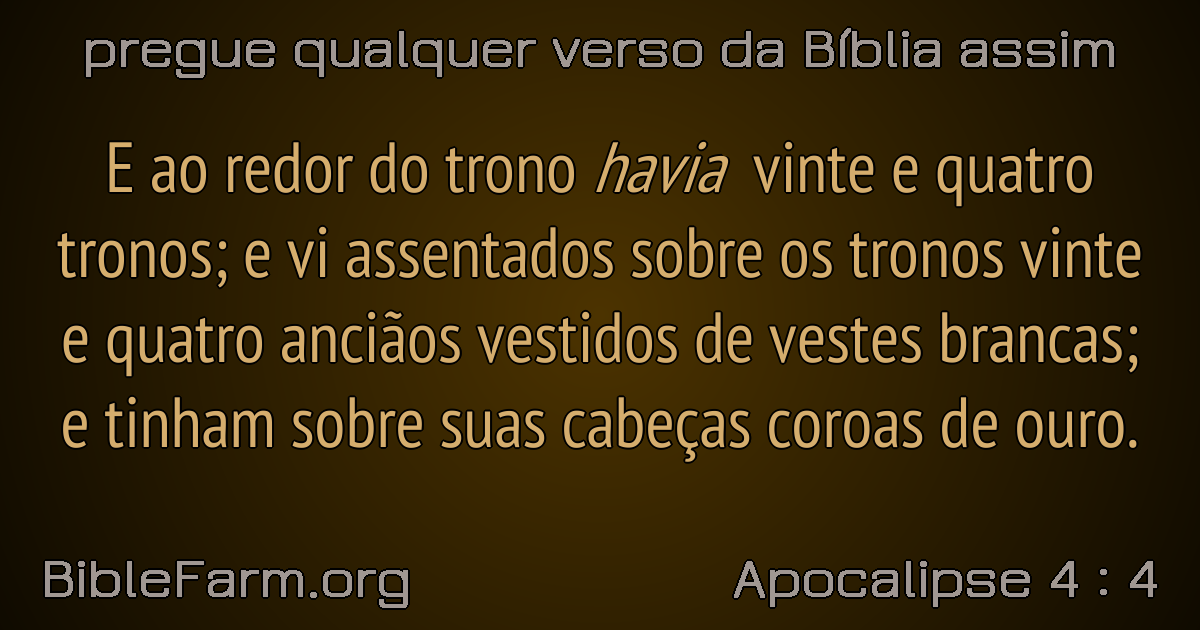 pregue qualquer verso da Bíblia assim
E ao redor do trono havia vinte e quatro
tronos; e vi assentados sobre os tronos vinte
e quatro anciãos vestidos de vestes brancas;
e tinham sobre suas cabeças coroas de ouro.
BibleFarm.org
Apocalipse 4 : 4